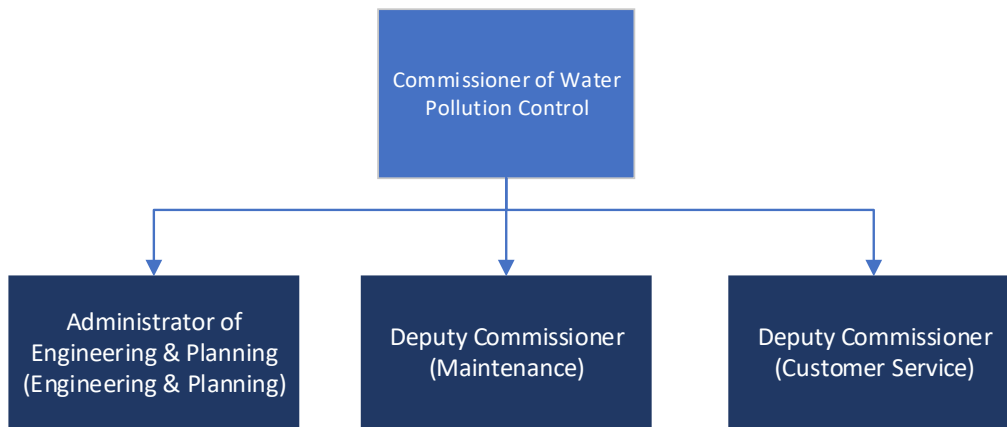 Commissioner of Water
Pollution Control
Administrator of
Engineering & Planning
(Engineering & Planning)
Deputy Commissioner
(Maintenance)
Deputy Commissioner
(Customer Service)